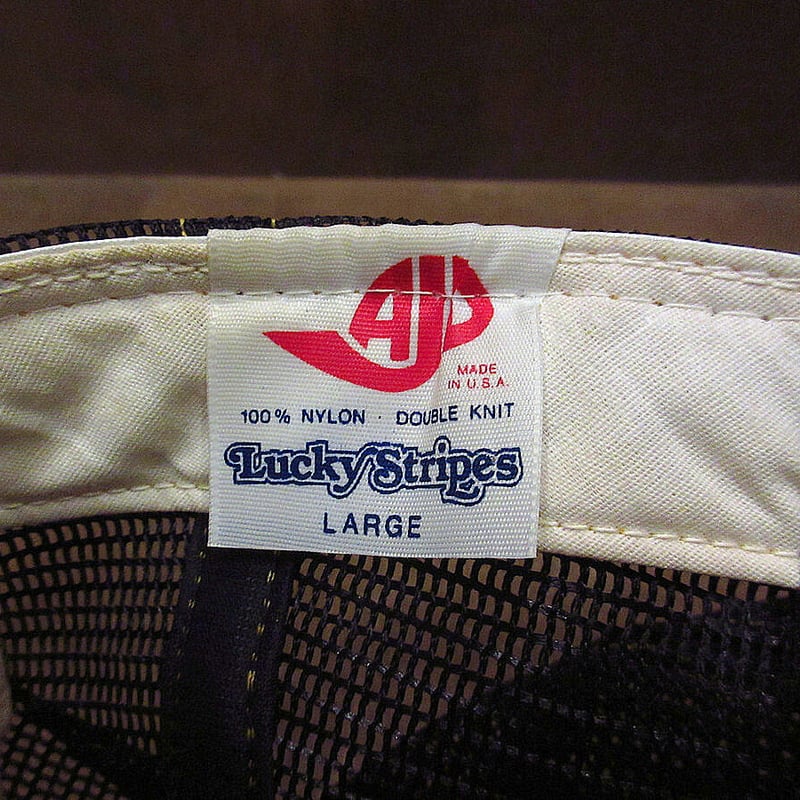 AJD
MADE
IN U.S.A.
100% NYLON · DOUBLE KNIT
Lucky Stripes
LARGE